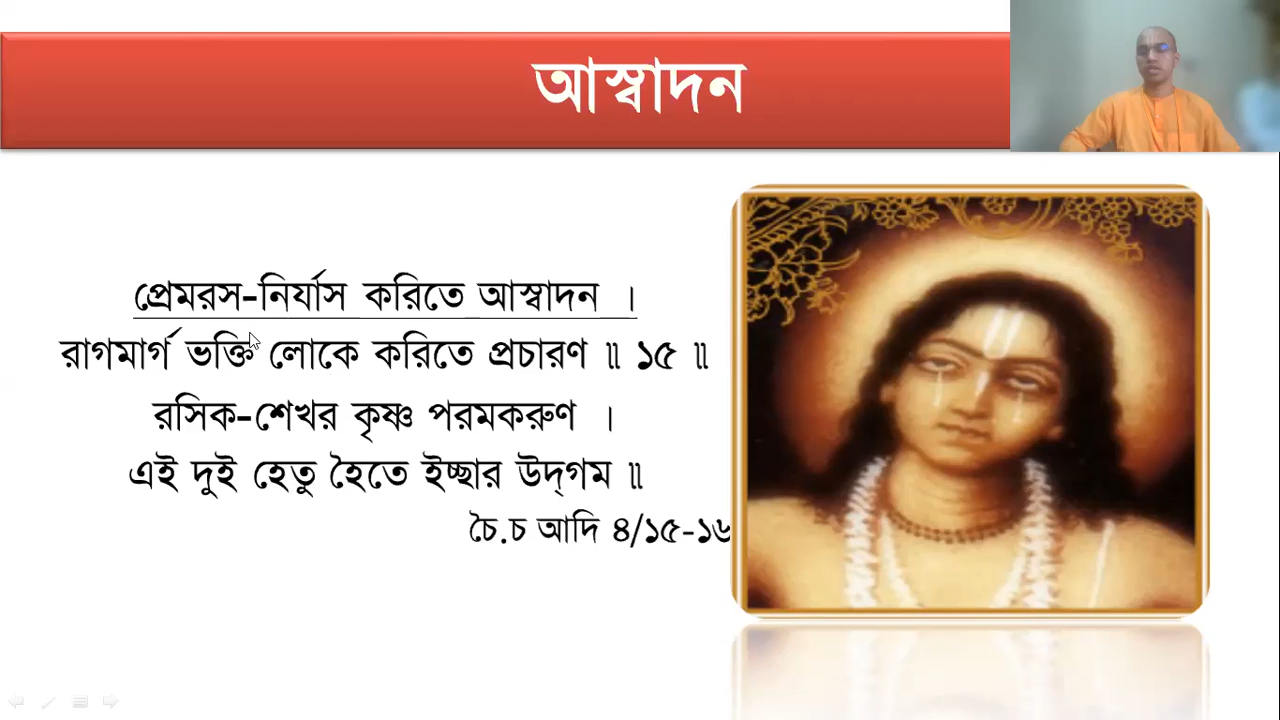 আস্বাদন
প্রেমরস-নির্যাস করিতে আস্বাদন ।
রাগমার্গ ভক্তি লোকে করিতে প্রচারণ ॥ ১৫ ॥
রসিক-শেখর কৃষ্ণ পরমকরুণ ।
এই দুই হেতু হৈতে ইচ্ছার উদ্‌গম ॥
চৈ.চ আদি ৪/১৫-১৬